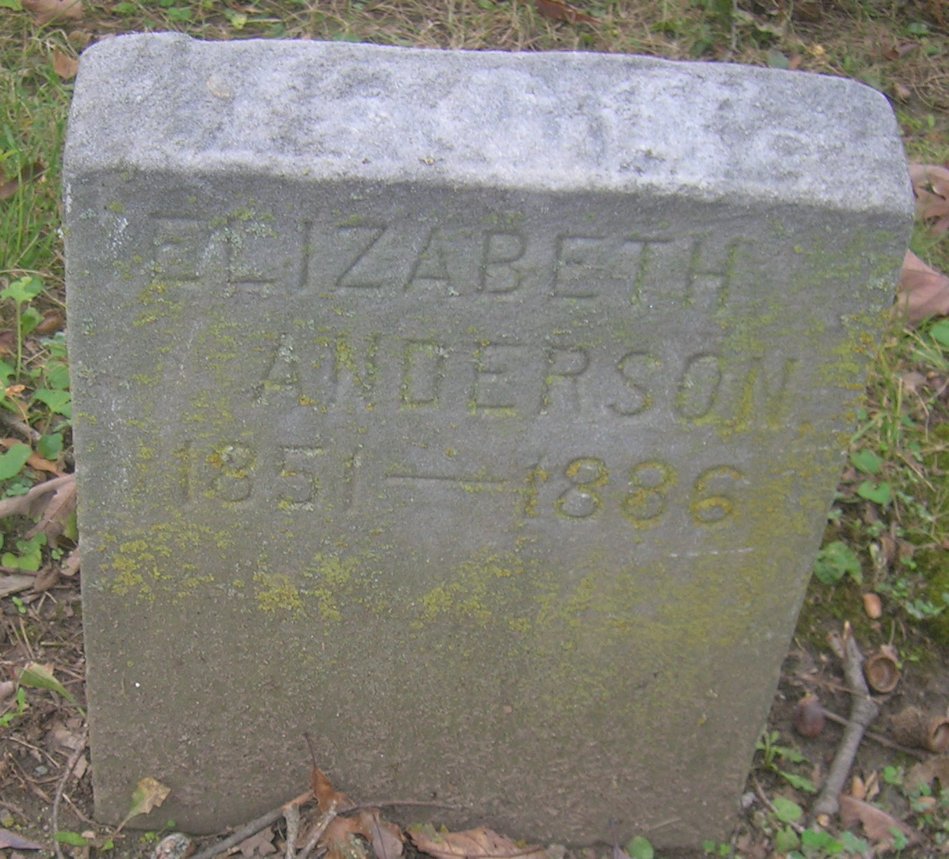 ELIZABETH
ANDERSON.
1851—1886